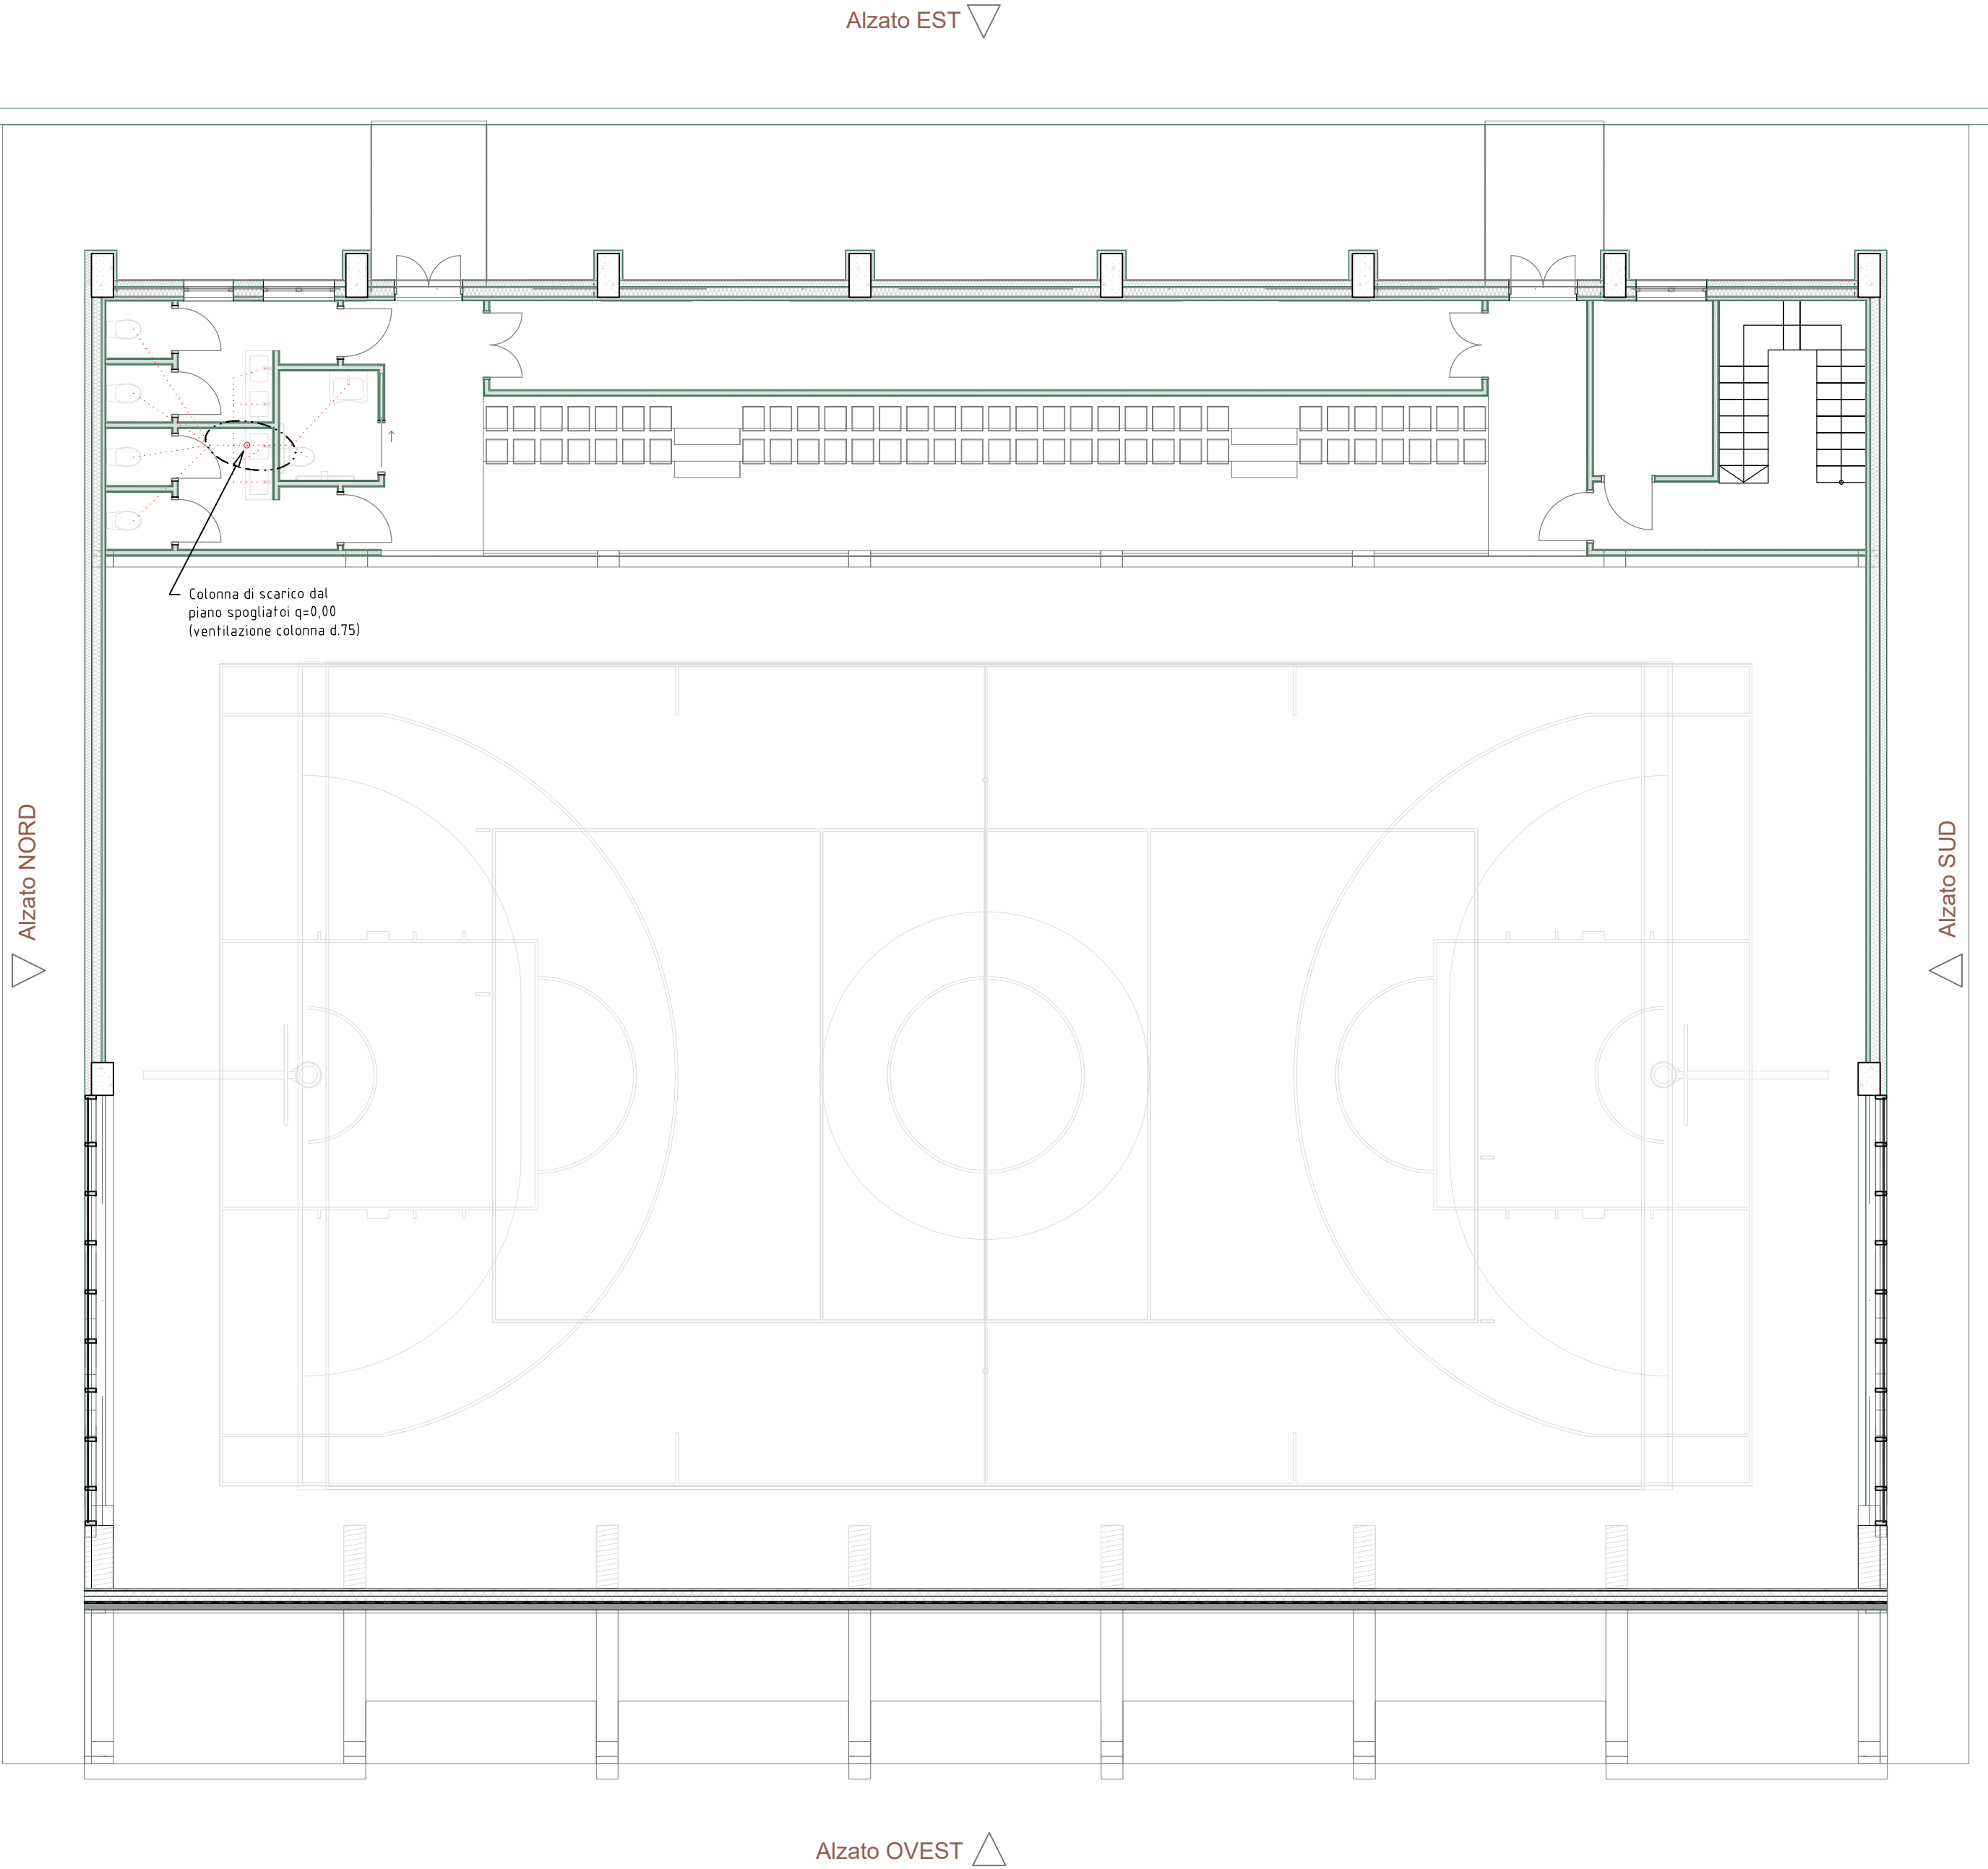 Alzato EST
Colonna di scarico dal
piano spogliatoi q=0,00
(ventilazione colonna d.75)
Alzato NORD
Alzato SUD
Alzato OVEST